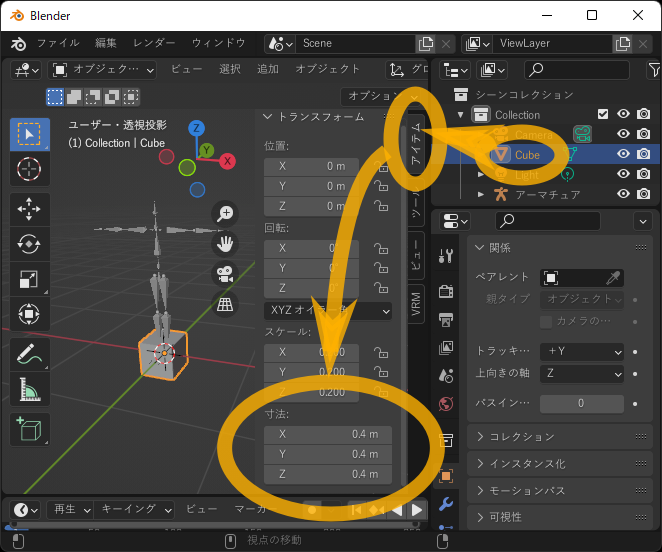 Blender
ファイル 編集 レンダー ウィンドウ Scene ViewLayer
オブジェク… ビュー 選択 追加 オブジェクト グロ
オプション
ユーザー・透視投影
(1) Collection | Cube
トランスフォーム
位置:
X 0 m
Y 0 m
Z 0 m
回転:
X
Y
Z
XYZ オイ
スケール:
X
Y 0.200
Z 0.200
寸法:
X 0.4 m
Y 0.4 m
Z 0.4 m
アイテム
ビュー
VRM
Z
Y
X
シーンコレクション
Collection
Camera
Cube
Light
アーマチュア
関係
ペアレント
親タイプ オブジェクト
カメラの…
トラッキ… +Y
上向きの軸 Z
パスイン… 0
コレクション
インスタンス化
モーションパス
可視性
再生 キーイング ビュー マーカー
視点の移動